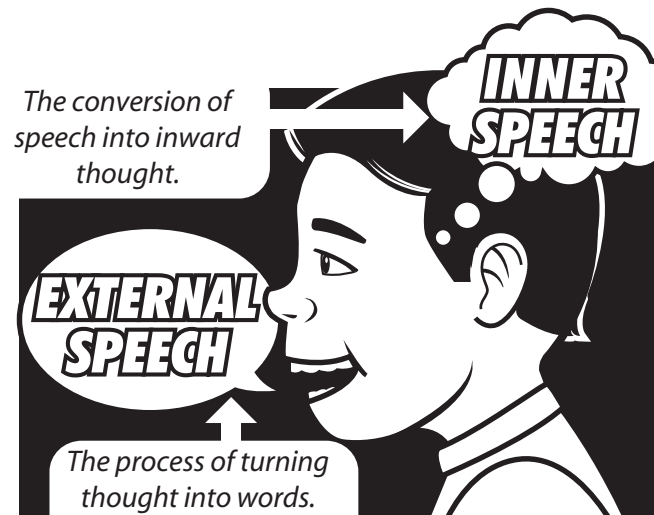 INNER
SPEECH
The conversion of
speech into inward
thought.
EXTERNAL
SPEECH
The process of turning
thought into words.